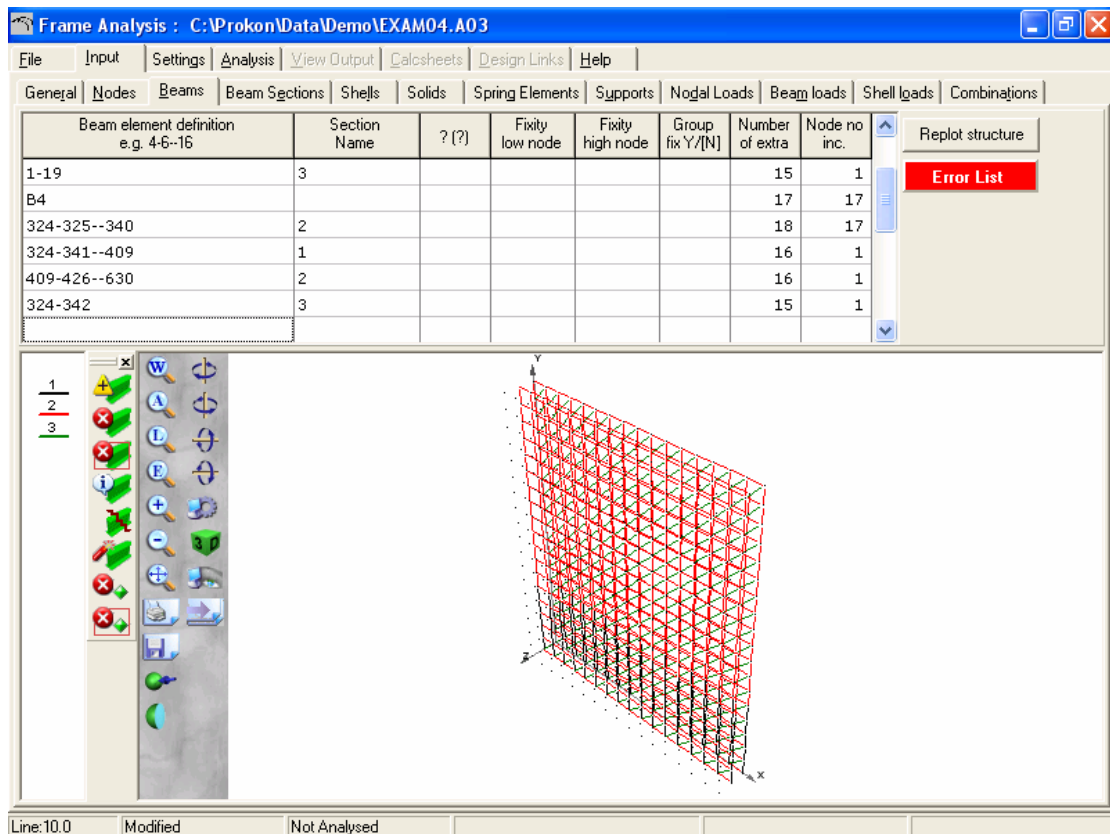 Frame Analysis : C:\Prokon\Data\Demo\EXAM04.A03
File Input Settings Analysis View Output Calcsheets Design Links Help
General Nodes Beams Beam Sections Shells Solids Spring Elements Supports Nodal Loads Beam loads Shell loads Combinations
Beam element definition e.g. 4-6--16 Section Name ? (?) Fixity low node Fixity high node Group fix Y/[N] Number of extra Node no inc.
1-19 3 15 1
B4 17 17
324-325--340 2 18 17
324-341--409 1 16 1
409-426--630 2 16 1
324-342 3 15 1
Replot structure
Error List
1
2
3
W
A
L
E
3D
Y
Z
X
Line:10.0 Modified Not Analysed